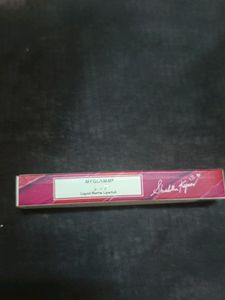 MYGLAMM
Liquid Matte Lipstick
Shraddha Kapoor